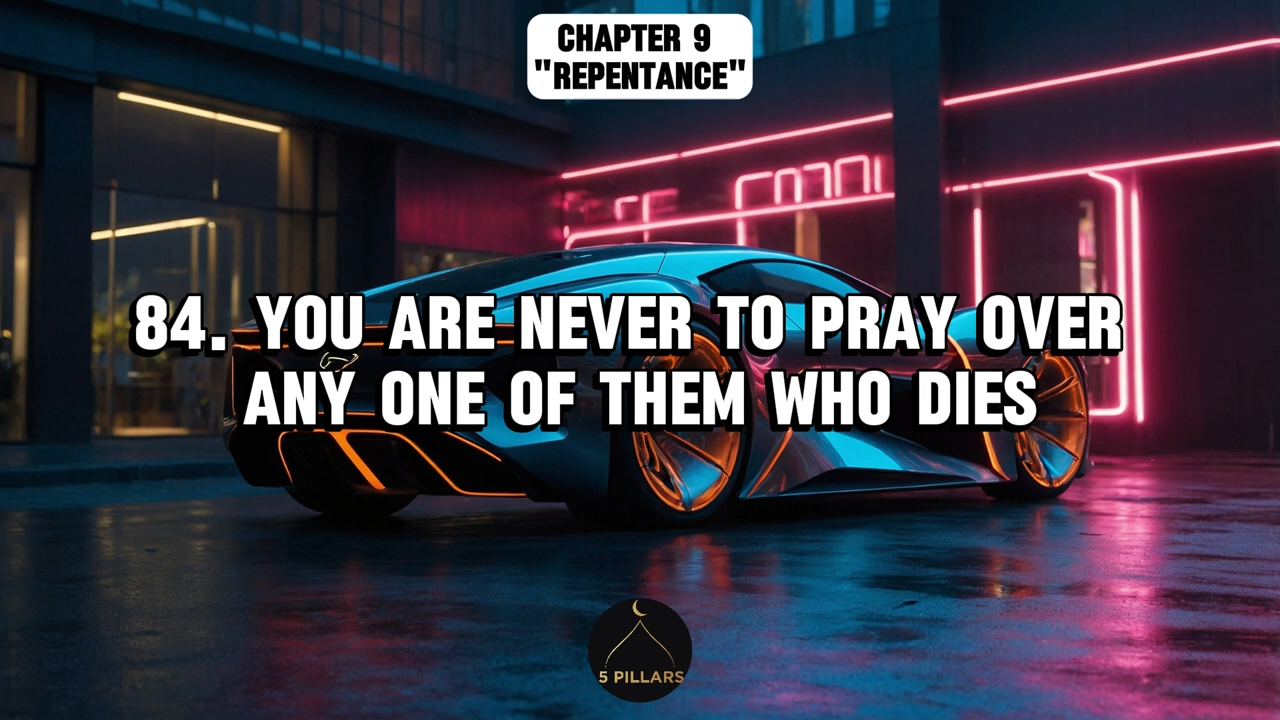 CHAPTER 9
"REPENTANCE"
84. YOU ARE NEVER TO PRAY OVER
ANY ONE OF THEM WHO DIES
5 PILLARS